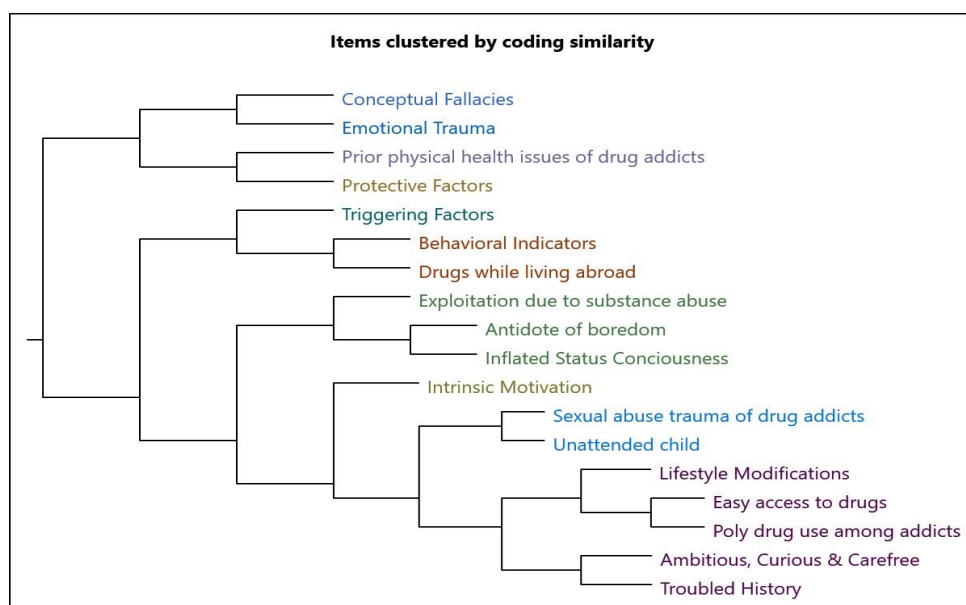 Items clustered by coding similarity
Conceptual Fallacies
Emotional Trauma
Prior physical health issues of drug addicts
Protective Factors
Triggering Factors
Behavioral Indicators
Drugs while living abroad
Exploitation due to substance abuse
Antidote of boredom
Inflated Status Conciousness
Intrinsic Motivation
Sexual abuse trauma of drug addicts
Unattended child
Lifestyle Modifications
Easy access to drugs
Poly drug use among addicts
Ambitious, Curious & Carefree
Troubled History